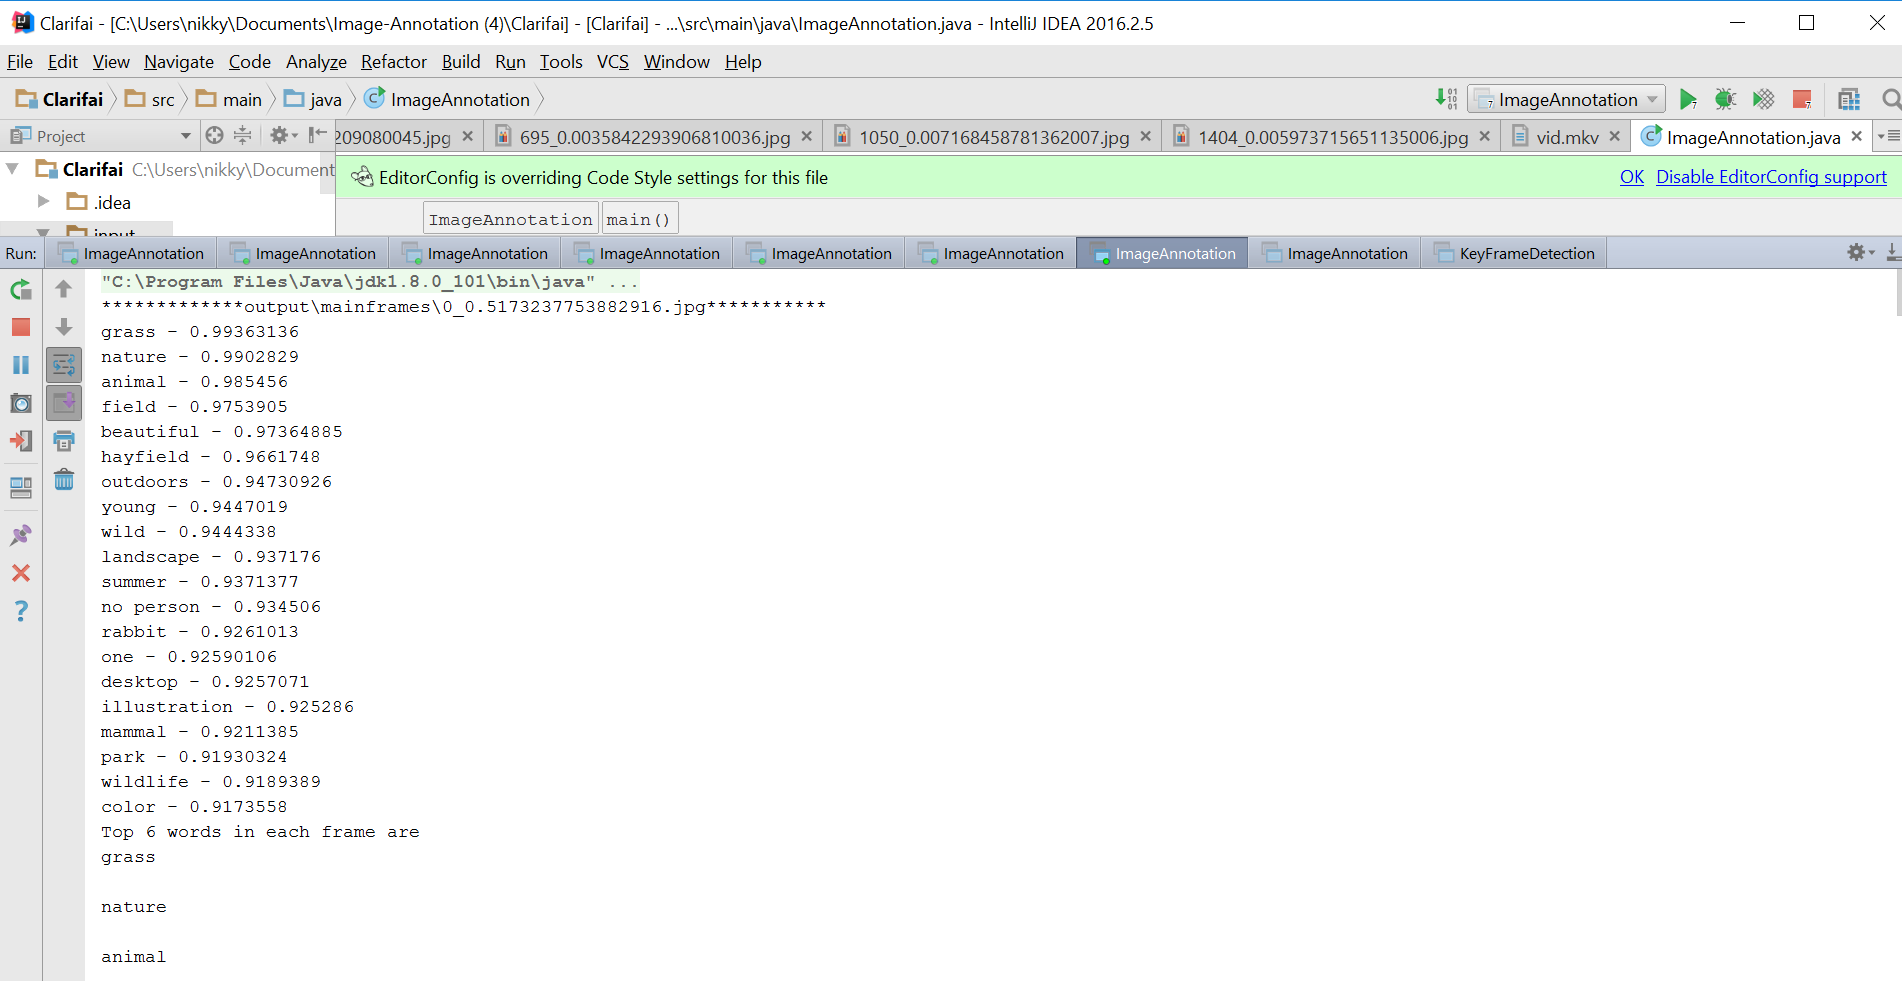 Clarifai - [C:\Users\nikky\Documents\Image-Annotation (4)\Clarifai] - [Clarifai] - ...\src\main\java\ImageAnnotation.java - IntelliJ IDEA 2016.2.5
File Edit View Navigate Code Analyze Refactor Build Run Tools VCS Window Help
Clarifai src main java ImageAnnotation ImageAnnotation
Project 209080045.jpg 695_0.0035842293906810036.jpg 1050_0.007168458781362007.jpg 1404_0.005973715651135006.jpg vid.mkv ImageAnnotation.java
Clarifai C:\Users\nikky\Document
EditorConfig is overriding Code Style settings for this file OK Disable EditorConfig support
.idea
ImageAnnotation main()
input
Run: ImageAnnotation ImageAnnotation ImageAnnotation ImageAnnotation ImageAnnotation ImageAnnotation ImageAnnotation ImageAnnotation KeyFrameDetection
"C:\Program Files\Java\jdk1.8.0_101\bin\java" ...
*************output\mainframes\0_0.5173237753882916.jpg***********
grass - 0.99363136
nature - 0.9902829
animal - 0.985456
field - 0.9753905
beautiful - 0.97364885
hayfield - 0.9661748
outdoors - 0.94730926
young - 0.9447019
wild - 0.9444338
landscape - 0.937176
summer - 0.9371377
no person - 0.934506
rabbit - 0.9261013
one - 0.92590106
desktop - 0.9257071
illustration - 0.925286
mammal - 0.9211385
park - 0.91930324
wildlife - 0.9189389
color - 0.9173558
Top 6 words in each frame are
grass
nature
animal